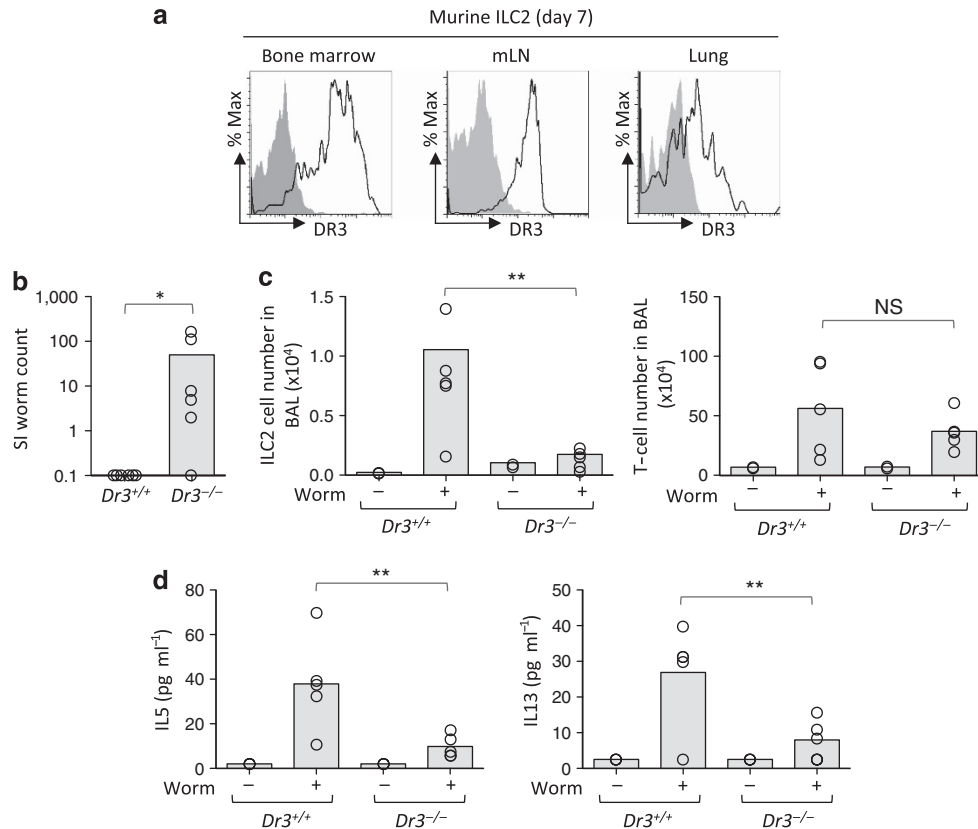 a
Murine ILC2 (day 7)
Bone marrow mLN Lung
% Max % Max % Max
DR3 DR3 DR3
b
SI worm count
1,000
100
10
1
0.1
*
Dr3+/+ Dr3−/−
c
ILC2 cell number in
BAL (x10⁴)
1.5
1.0
0.5
0.0
**
Worm − + − +
Dr3+/+ Dr3−/−
T-cell number in BAL
(x10⁴)
150
100
50
0
NS
Worm − + − +
Dr3+/+ Dr3−/−
d
IL5 (pg ml⁻¹)
80
60
40
20
0
**
Worm − + − +
Dr3+/+ Dr3−/−
IL13 (pg ml⁻¹)
50
40
30
20
10
0
**
Worm − + − +
Dr3+/+ Dr3−/−